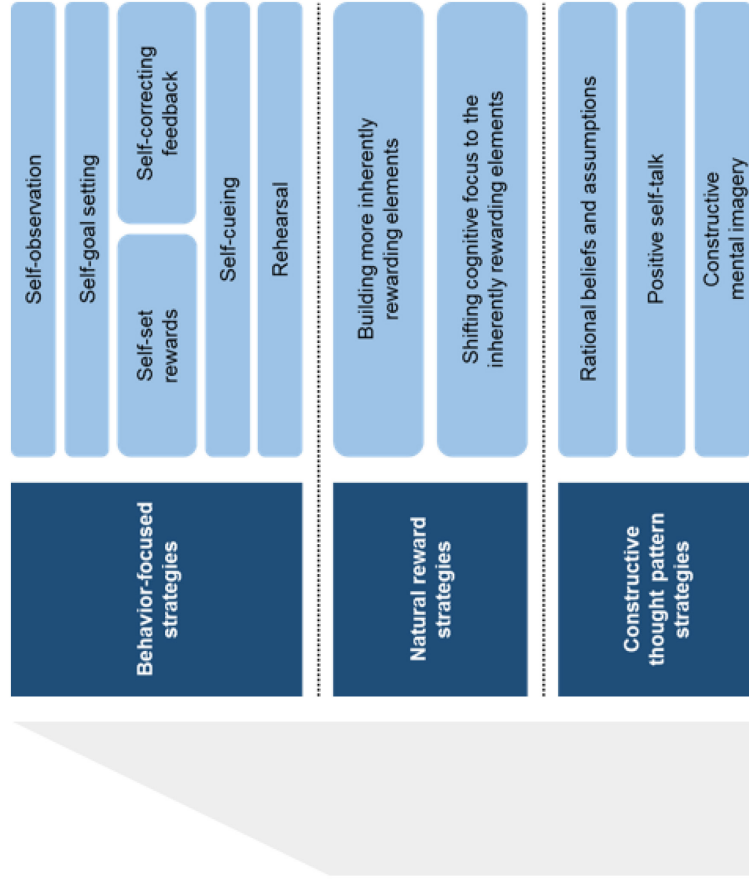 Behavior-focused
strategies
Self-observation
Self-goal setting
Self-set
rewards
Self-correcting
feedback
Self-cueing
Rehearsal
Natural reward
strategies
Building more inherently
rewarding elements
Shifting cognitive focus to the
inherently rewarding elements
Constructive
thought pattern
strategies
Rational beliefs and assumptions
Positive self-talk
Constructive
mental imagery